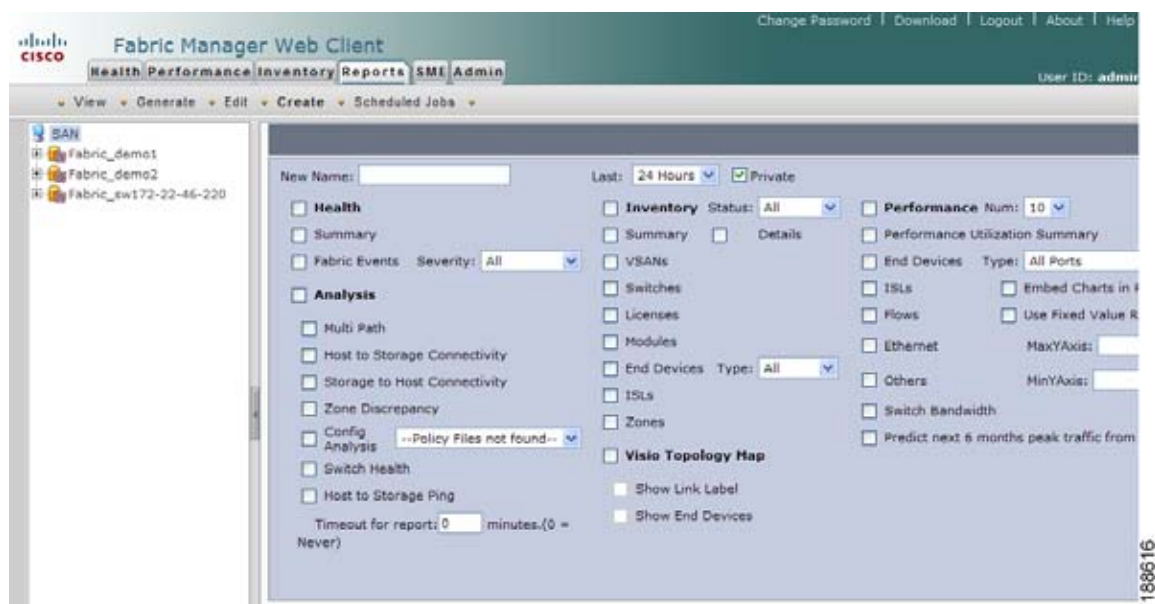 Change Password | Download | Logout | About | Help
CISCO
Fabric Manager Web Client
Health Performance Inventory Reports SME Admin
User ID: admin
View Generate Edit Create Scheduled Jobs
SAN
Fabric_demo1
Fabric_demo2
Fabric_sw172-22-46-220
New Name:
Last: 24 Hours Private
Health
Summary
Fabric Events Severity: All
Analysis
Multi Path
Host to Storage Connectivity
Storage to Host Connectivity
Zone Discrepancy
Config Analysis --Policy Files not found--
Switch Health
Host to Storage Ping
Timeout for report: 0 minutes.(0 =
Never)
Inventory Status: All
Summary Details
VSANs
Switches
Licenses
Modules
End Devices Type: All
ISLs
Zones
Visio Topology Map
Show Link Label
Show End Devices
Performance Num: 10
Performance Utilization Summary
End Devices Type: All Ports
ISLs Embed Charts in
Flows Use Fixed Value R
Ethernet MaxYAxis:
Others MinYAxis:
Switch Bandwidth
Predict next 6 months peak traffic from
188616